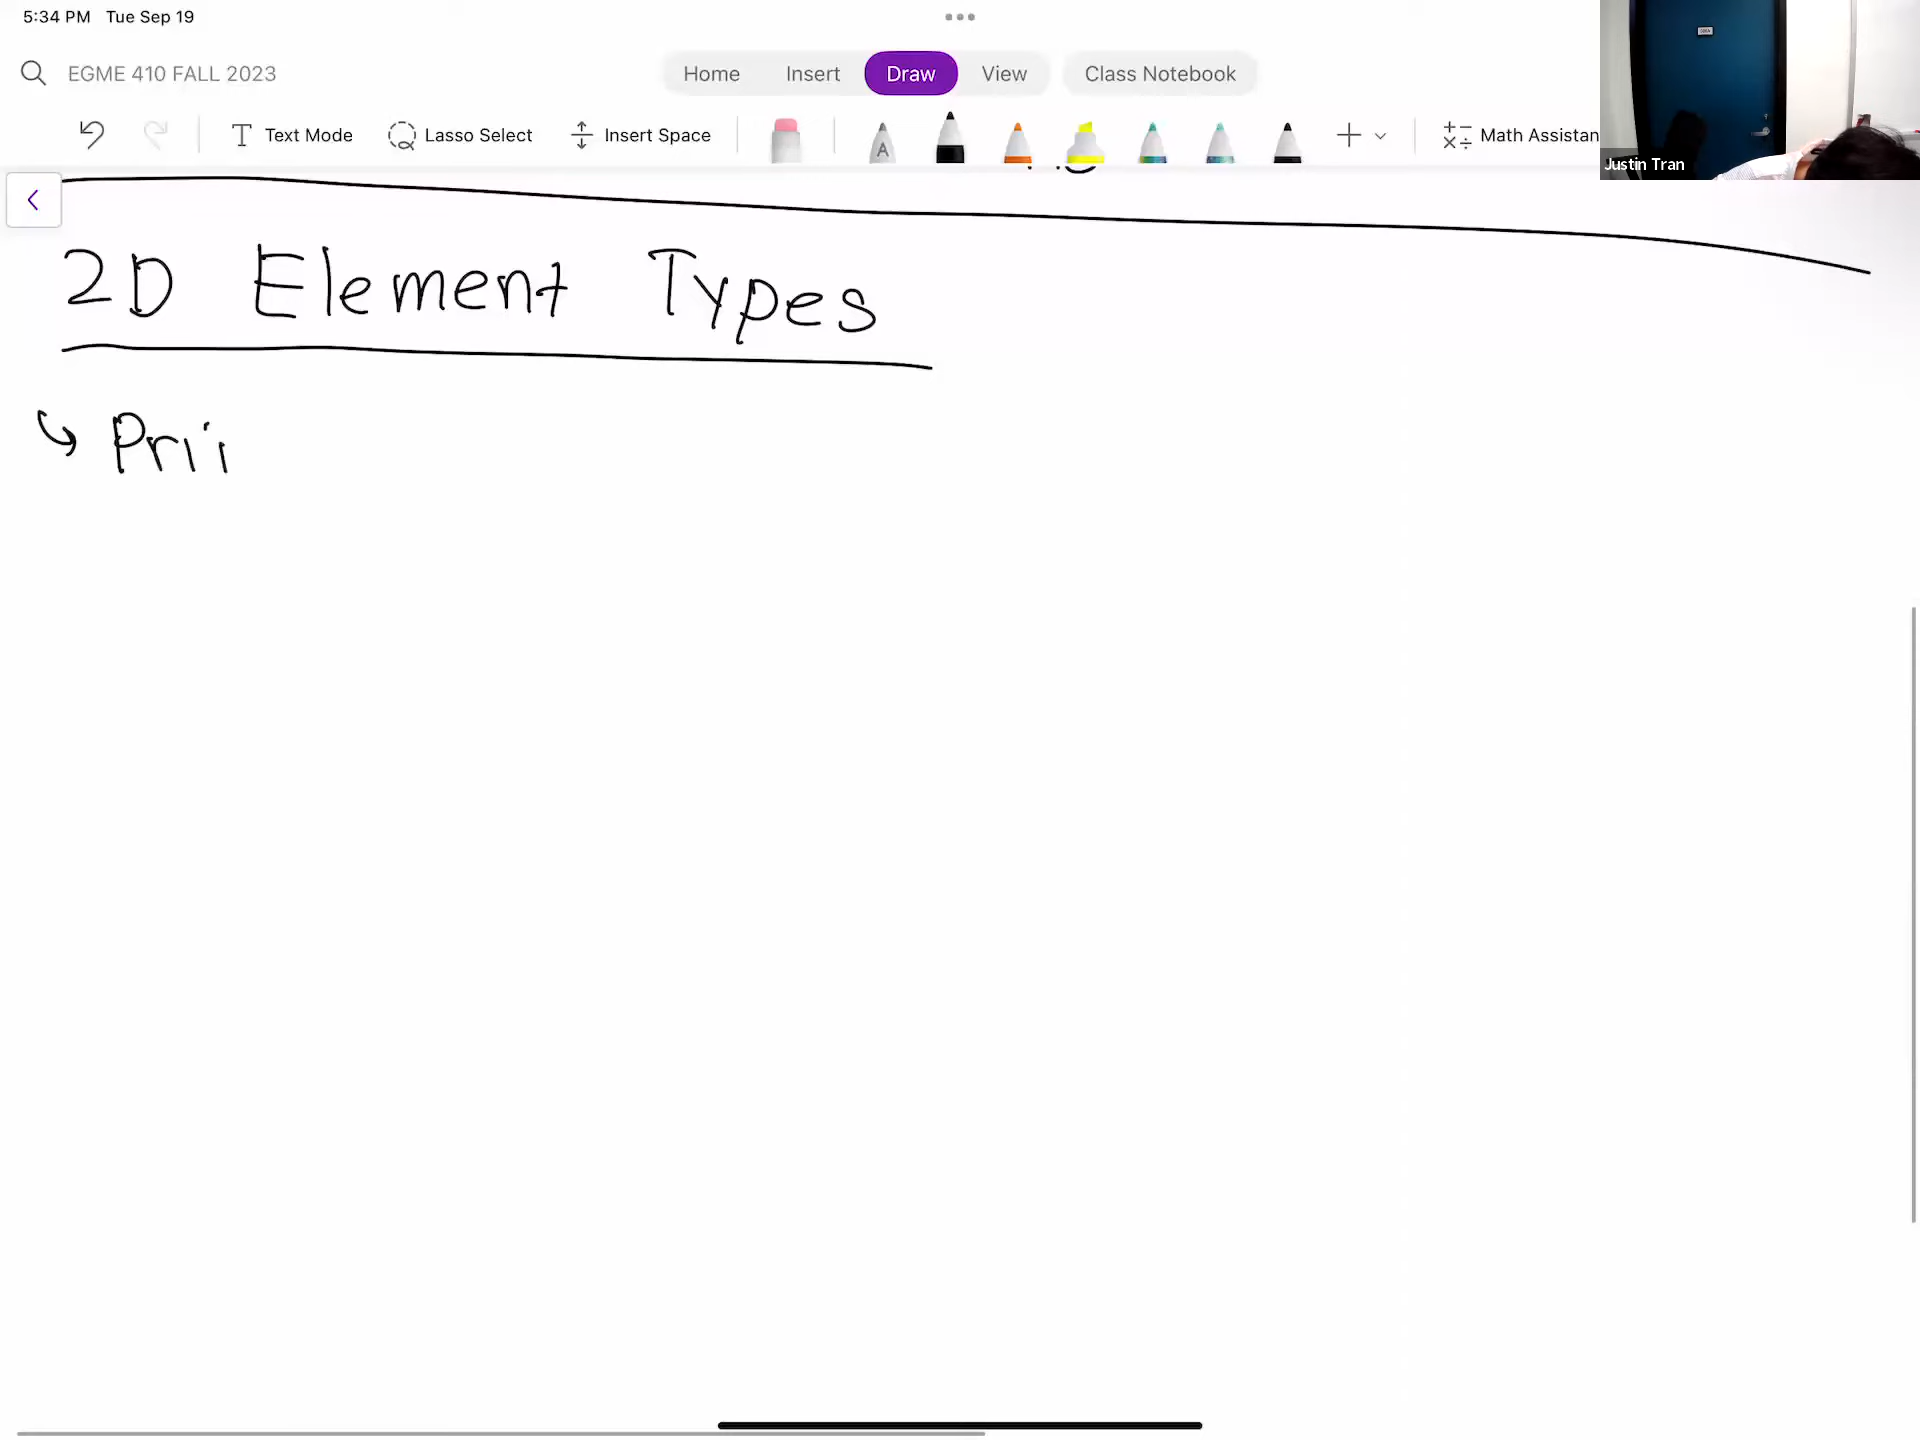 5:34 PM Tue Sep 19
EGME 410 FALL 2023
Home Insert Draw View Class Notebook
Text Mode Lasso Select Insert Space A Math Assistan
Justin Tran
2D Element Types